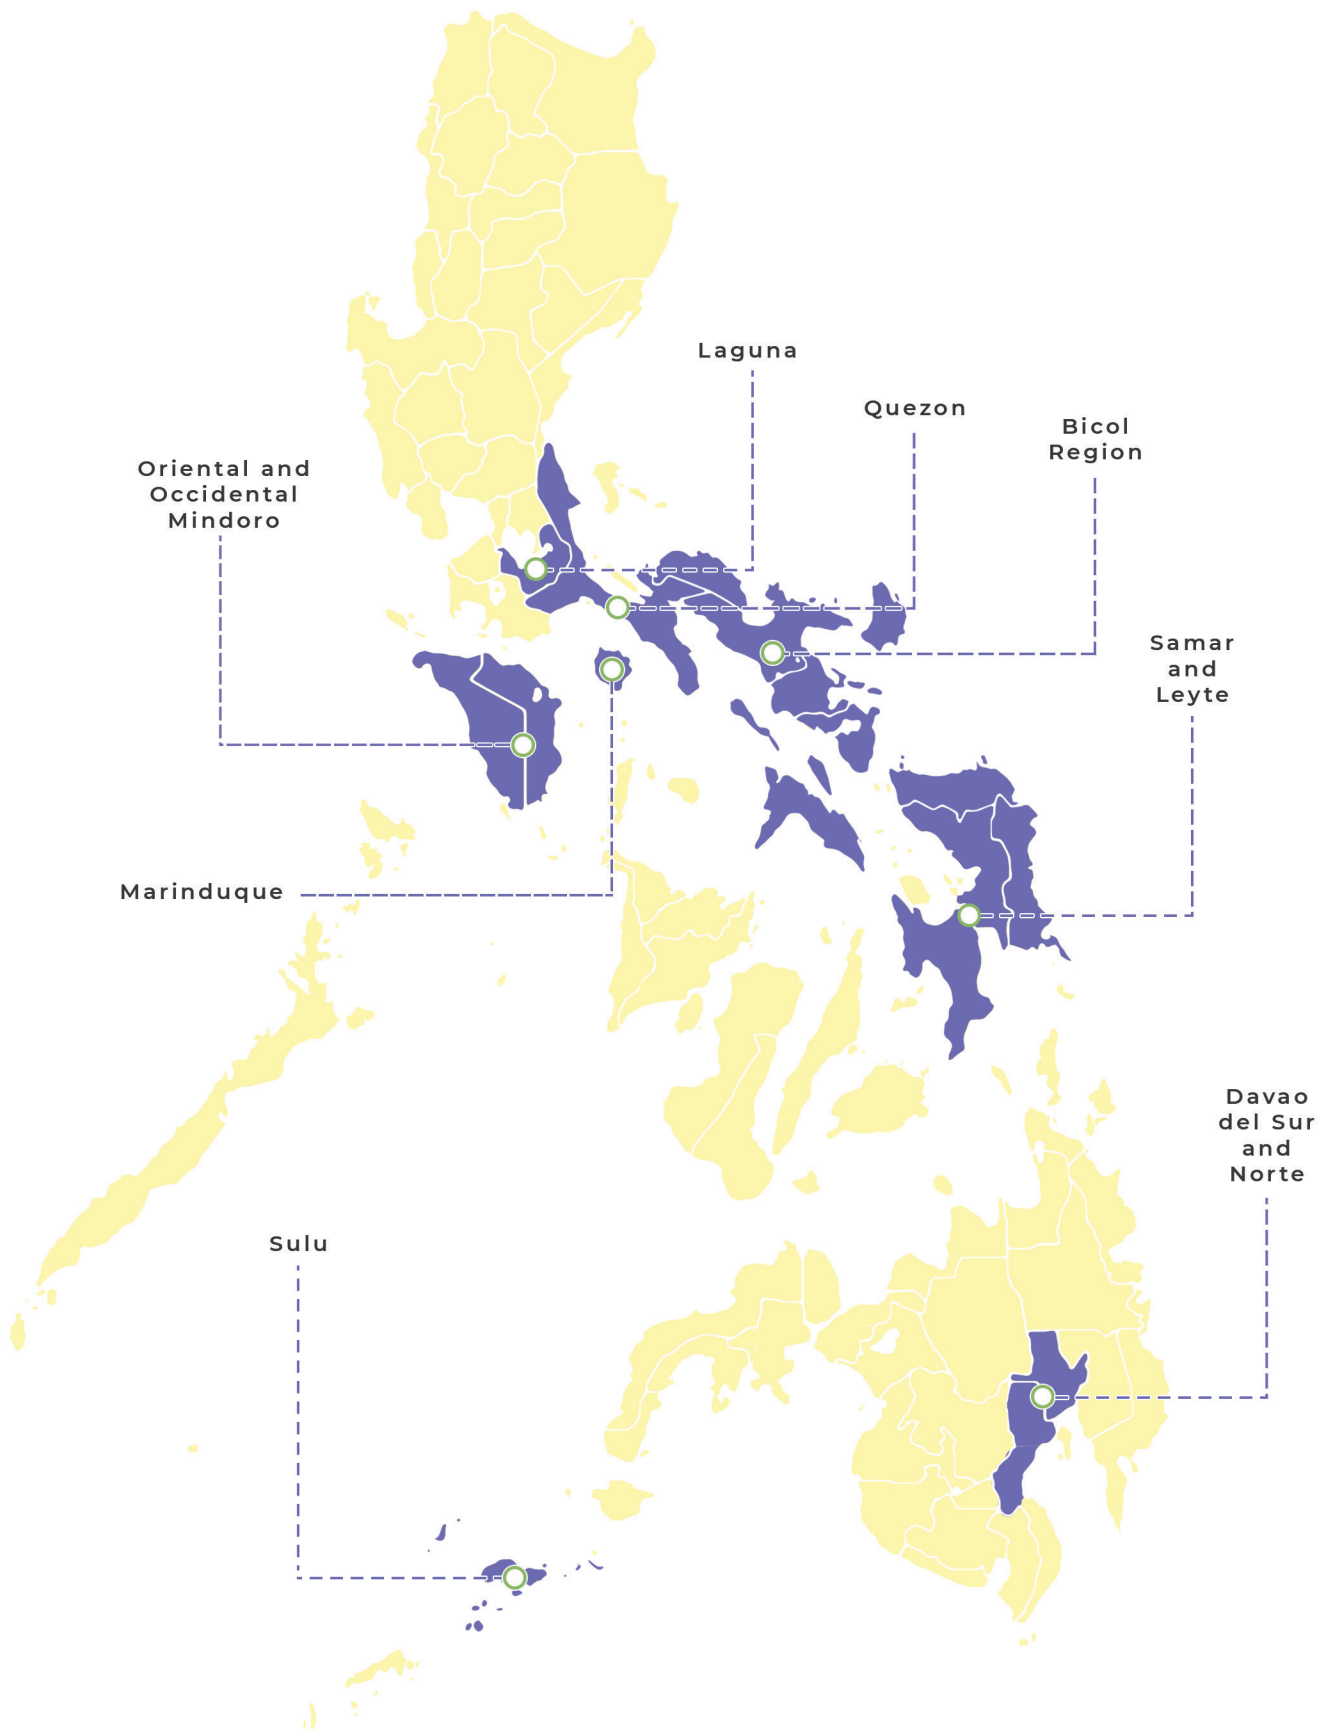 Laguna
Quezon
Bicol
Region
Oriental and
Occidental
Mindoro
Samar
and
Leyte
Marinduque
Davao
del Sur
and
Norte
Sulu